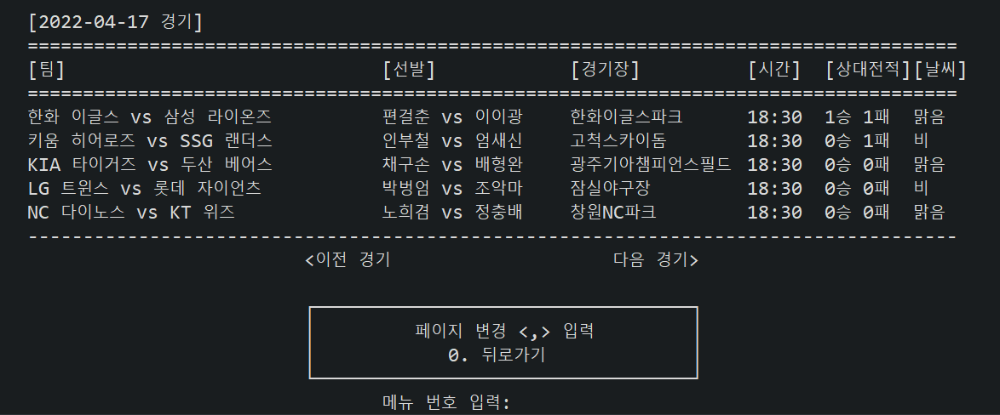 [2022-04-17 경기]
=====================================================================================
[팀] [선발] [경기장] [시간] [상대전적][날씨]
=====================================================================================
한화 이글스 vs 삼성 라이온즈 편걸춘 vs 이이광 한화이글스파크 18:30 1승 1패 맑음
키움 히어로즈 vs SSG 랜더스 인부철 vs 엄새신 고척스카이돔 18:30 0승 1패 비
KIA 타이거즈 vs 두산 베어스 채구손 vs 배형완 광주기아챔피언스필드 18:30 0승 0패 맑음
LG 트윈스 vs 롯데 자이언츠 박벙엄 vs 조악마 잠실야구장 18:30 0승 0패 비
NC 다이노스 vs KT 위즈 노희겸 vs 정충배 창원NC파크 18:30 0승 0패 맑음
-------------------------------------------------------------------------------------
<이전 경기 다음 경기>
페이지 변경 <,> 입력
0. 뒤로가기
메뉴 번호 입력: